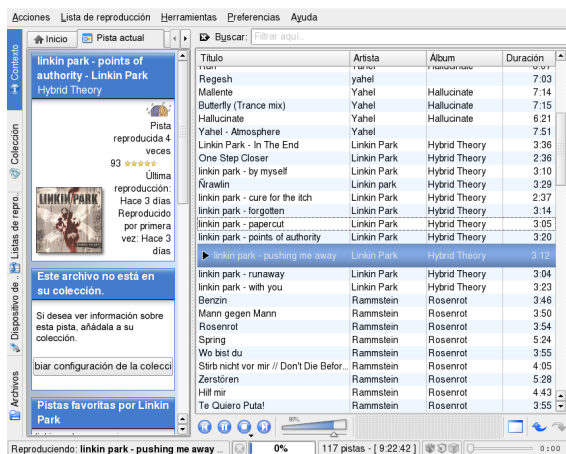 Acciones Lista de reproducción Herramientas Preferencias Ayuda
Inicio Pista actual
Buscar: Filtrar aquí...
Contexto
Colección
Listas de repro..
Dispositivo de ..
Archivos
linkin park - points of
authority - Linkin Park
Hybrid Theory
Pista
reproducida 4
veces
93
Última
reproducción:
Hace 3 días
Reproducido
por primera
vez: Hace 3
días
LINKIN PARK
Este archivo no está en
su colección.
Si desea ver información sobre
esta pista, añádala a su
colección.
biar configuración de la colecci
Pistas favoritas por Linkin
Park
Título Artista Álbum Duración
Regesh yahel 7:03
Mallente Yahel Hallucinate 7:14
Butterfly (Trance mix) Yahel Hallucinate 7:15
Hallucinate Yahel Hallucinate 6:21
Yahel - Atmosphere Yahel 7:51
Linkin Park - In The End Linkin Park Hybrid Theory 3:36
One Step Closer Linkin Park Hybrid Theory 2:36
linkin park - by myself Linkin Park Hybrid Theory 3:10
Ñrawlin Linkin park Hybrid Theory 3:29
linkin park - cure for the itch Linkin Park Hybrid Theory 2:37
linkin park - forgotten Linkin Park Hybrid Theory 3:14
linkin park - papercut Linkin Park Hybrid Theory 3:05
linkin park - points of authority Linkin Park Hybrid Theory 3:20
linkin park - pushing me away Linkin Park Hybrid Theory 3:12
linkin park - runaway Linkin Park Hybrid Theory 3:04
linkin park - with you Linkin Park Hybrid Theory 3:23
Benzin Rammstein Rosenrot 3:46
Mann gegen Mann Rammstein Rosenrot 3:50
Rosenrot Rammstein Rosenrot 3:54
Spring Rammstein Rosenrot 5:24
Wo bist du Rammstein Rosenrot 3:55
Stirb nicht vor mir // Don't Die Befor... Rammstein Rosenrot 4:05
Zerstören Rammstein Rosenrot 5:28
Hilf mir Rammstein Rosenrot 4:43
Te Quiero Puta! Rammstein Rosenrot 3:55
Reproduciendo: linkin park - pushing me away ... 0% 117 pistas - [ 9:22:42 ] 0:00